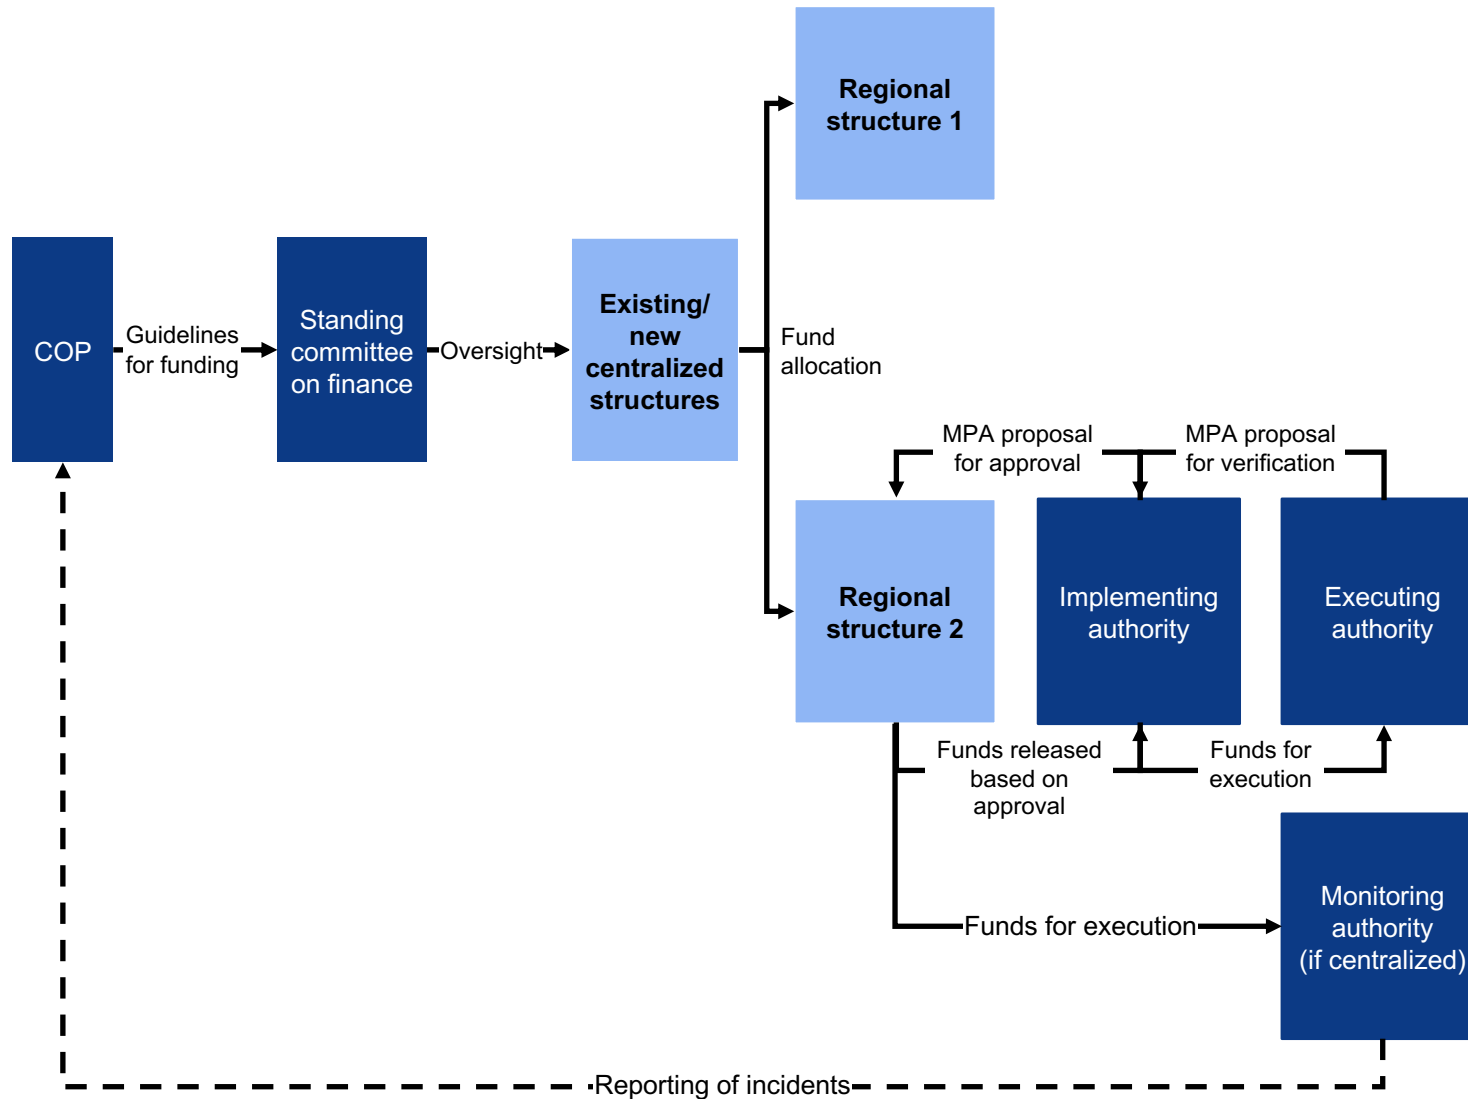 Regional
structure 1
COP
Guidelines
for funding
Standing
committee
on finance
Oversight
Existing/
new
centralized
structures
Fund
allocation
MPA proposal
for approval
MPA proposal
for verification
Regional
structure 2
Implementing
authority
Executing
authority
Funds released
based on
approval
Funds for
execution
Funds for execution
Monitoring
authority
(if centralized)
Reporting of incidents